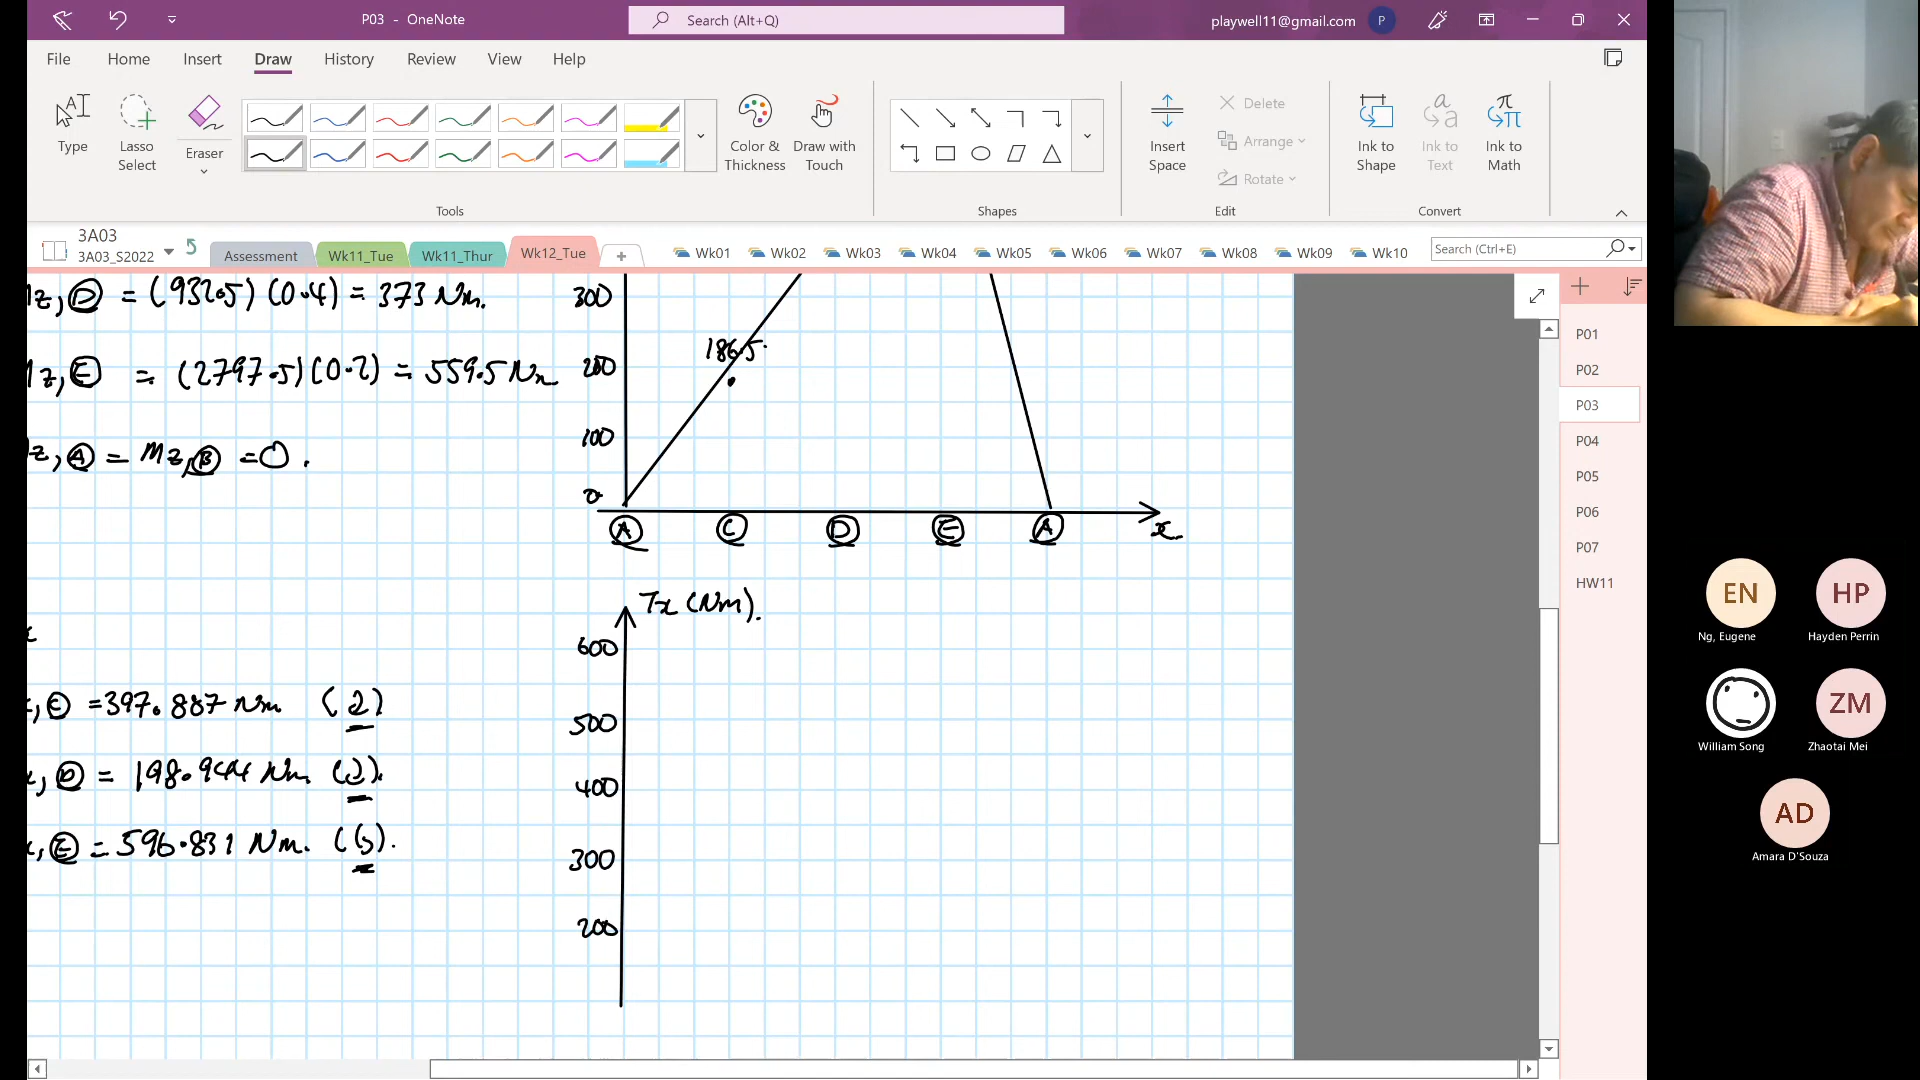 P03 - OneNote
Search (Alt+Q)
playwell11@gmail.com
P
File Home Insert Draw History Review View Help
Type
Lasso Select
Eraser
Color & Thickness
Draw with Touch
Insert Space
Delete
Arrange
Rotate
Ink to Shape
Ink to Text
Ink to Math
Tools
Shapes
Edit
Convert
3A03
3A03_S2022
Assessment
Wk11_Tue
Wk11_Thur
Wk12_Tue
Wk01
Wk02
Wk03
Wk04
Wk05
Wk06
Wk07
Wk08
Wk09
Wk10
Search (Ctrl+E)
Mz, D = (932.5) (0.4) = 373 Nm.
Mz, E = (2797.5) (0.2) = 559.5 Nm
z, A = Mz, B = 0.
, C = 397.887 Nm (2)
, D = 198.944 Nm (2).
, E = 596.831 Nm. (3).
300
200
100
0
186.5
A C D E A x
Tx (Nm).
600
500
400
300
200
P01
P02
P03
P04
P05
P06
P07
HW11
EN
Ng, Eugene
HP
Hayden Perrin
William Song
ZM
Zhaotai Mei
AD
Amara D'Souza